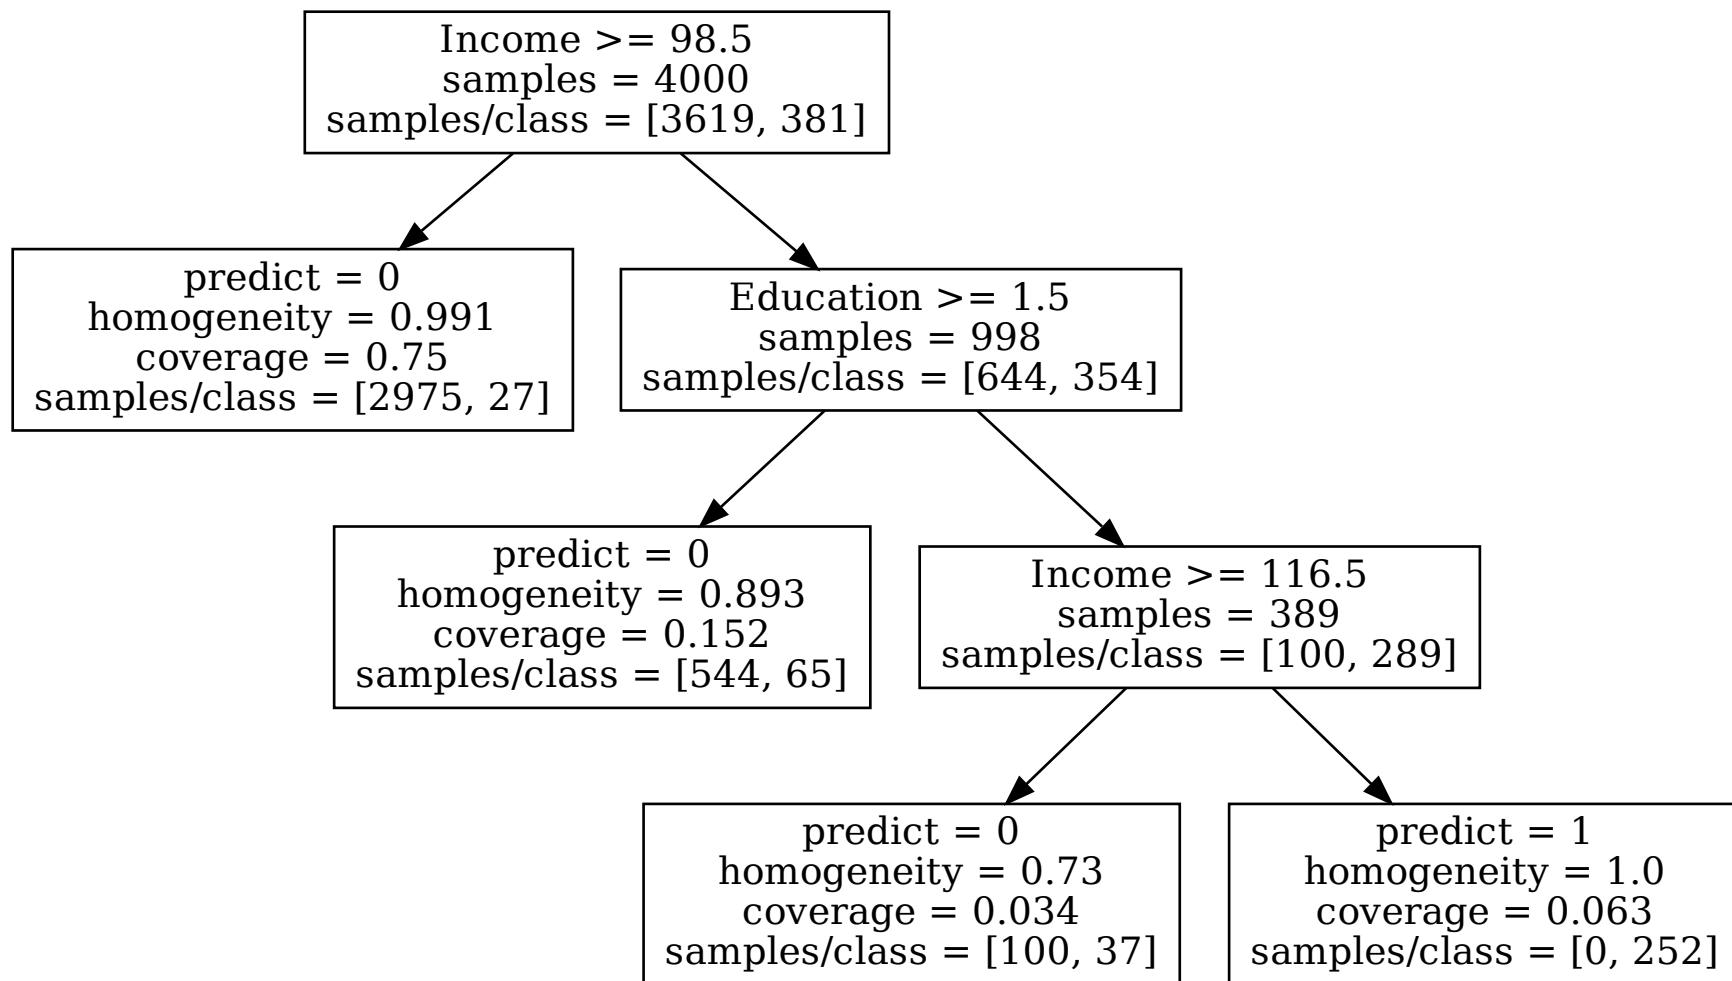 Income >= 98.5
samples = 4000
samples/class = [3619, 381]
predict = 0
homogeneity = 0.991
coverage = 0.75
samples/class = [2975, 27]
Education >= 1.5
samples = 998
samples/class = [644, 354]
predict = 0
homogeneity = 0.893
coverage = 0.152
samples/class = [544, 65]
Income >= 116.5
samples = 389
samples/class = [100, 289]
predict = 0
homogeneity = 0.73
coverage = 0.034
samples/class = [100, 37]
predict = 1
homogeneity = 1.0
coverage = 0.063
samples/class = [0, 252]